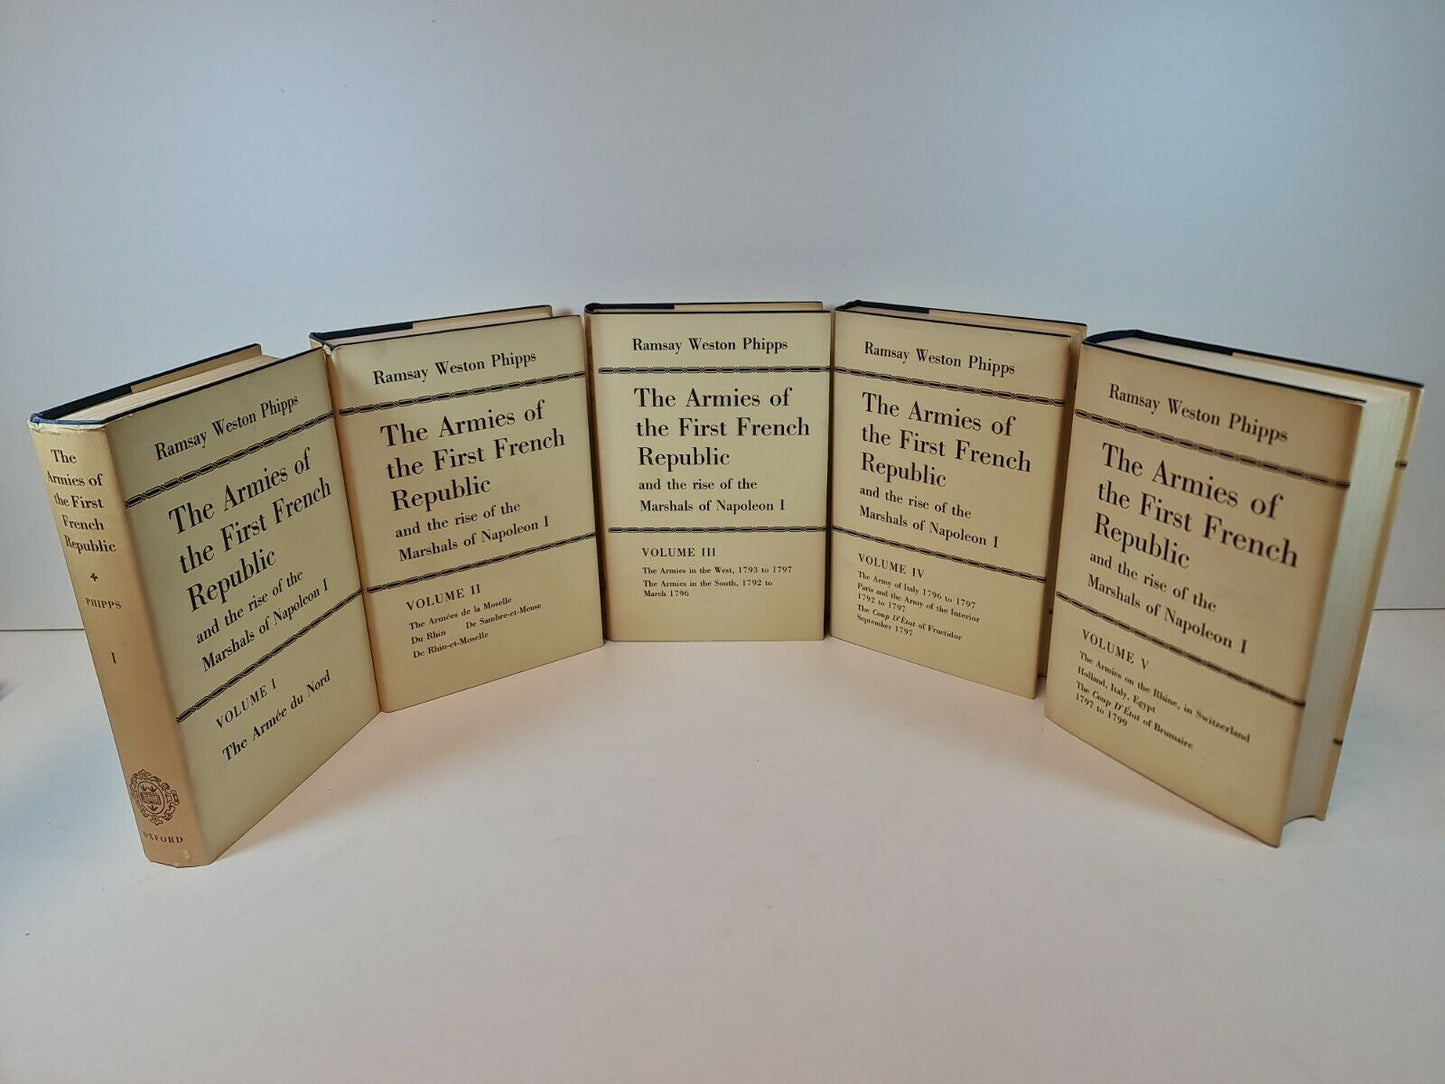 The
Armies of
the First
French
Republic
PHIPPS
I
OXFORD
Ramsay Weston Phipps
The Armies of
the First French
Republic
and the rise of the
Marshals of Napoleon I
VOLUME I
The Armée du Nord
Ramsay Weston Phipps
The Armies of
the First French
Republic
and the rise of the
Marshals of Napoleon I
VOLUME II
The Armées de la Moselle
Du Rhin De Sambre-et-Meuse
De Rhin-et-Moselle
Ramsay Weston Phipps
The Armies of
the First French
Republic
and the rise of the
Marshals of Napoleon I
VOLUME III
The Armies in the West, 1793 to 1797
The Armies in the South, 1792 to
March 1796
Ramsay Weston Phipps
The Armies of
the First French
Republic
and the rise of the
Marshals of Napoleon I
VOLUME IV
The Army of Italy 1796 to 1797
Paris and the Army of the Interior
1792 to 1797
The Coup D'État of Fructidor
September 1797
Ramsay Weston Phipps
The Armies of
the First French
Republic
and the rise of the
Marshals of Napoleon I
VOLUME V
The Armies on the Rhine, in Switzerland
Holland, Italy, Egypt
The Coup D'État of Brumaire
1797 to 1799